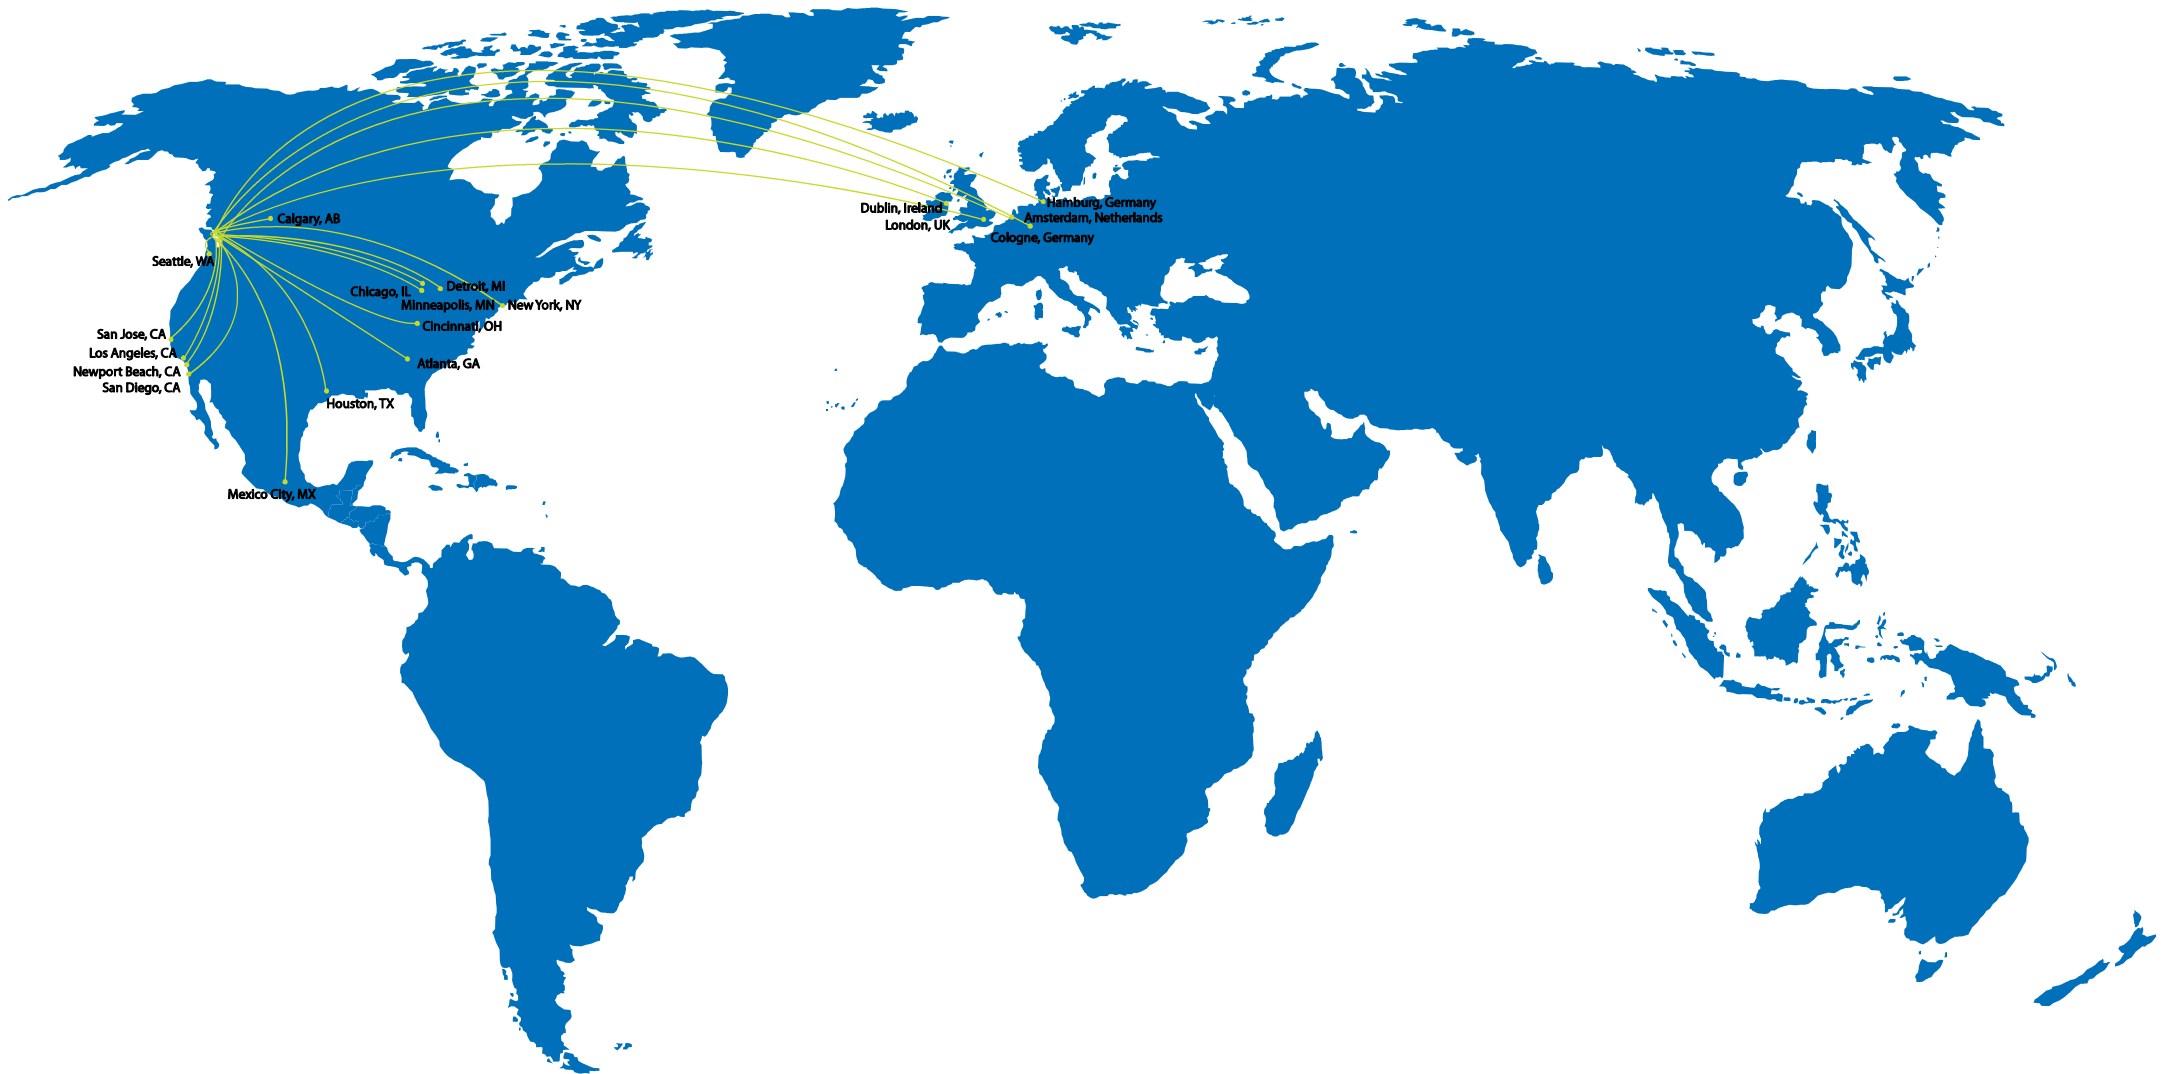 Calgary, AB
Seattle, WA
Chicago, IL
Detroit, MI
Minneapolis, MN
New York, NY
Cincinnati, OH
San Jose, CA
Los Angeles, CA
Atlanta, GA
Newport Beach, CA
San Diego, CA
Houston, TX
Mexico City, MX
Hamburg, Germany
Dublin, Ireland
Amsterdam, Netherlands
London, UK
Cologne, Germany